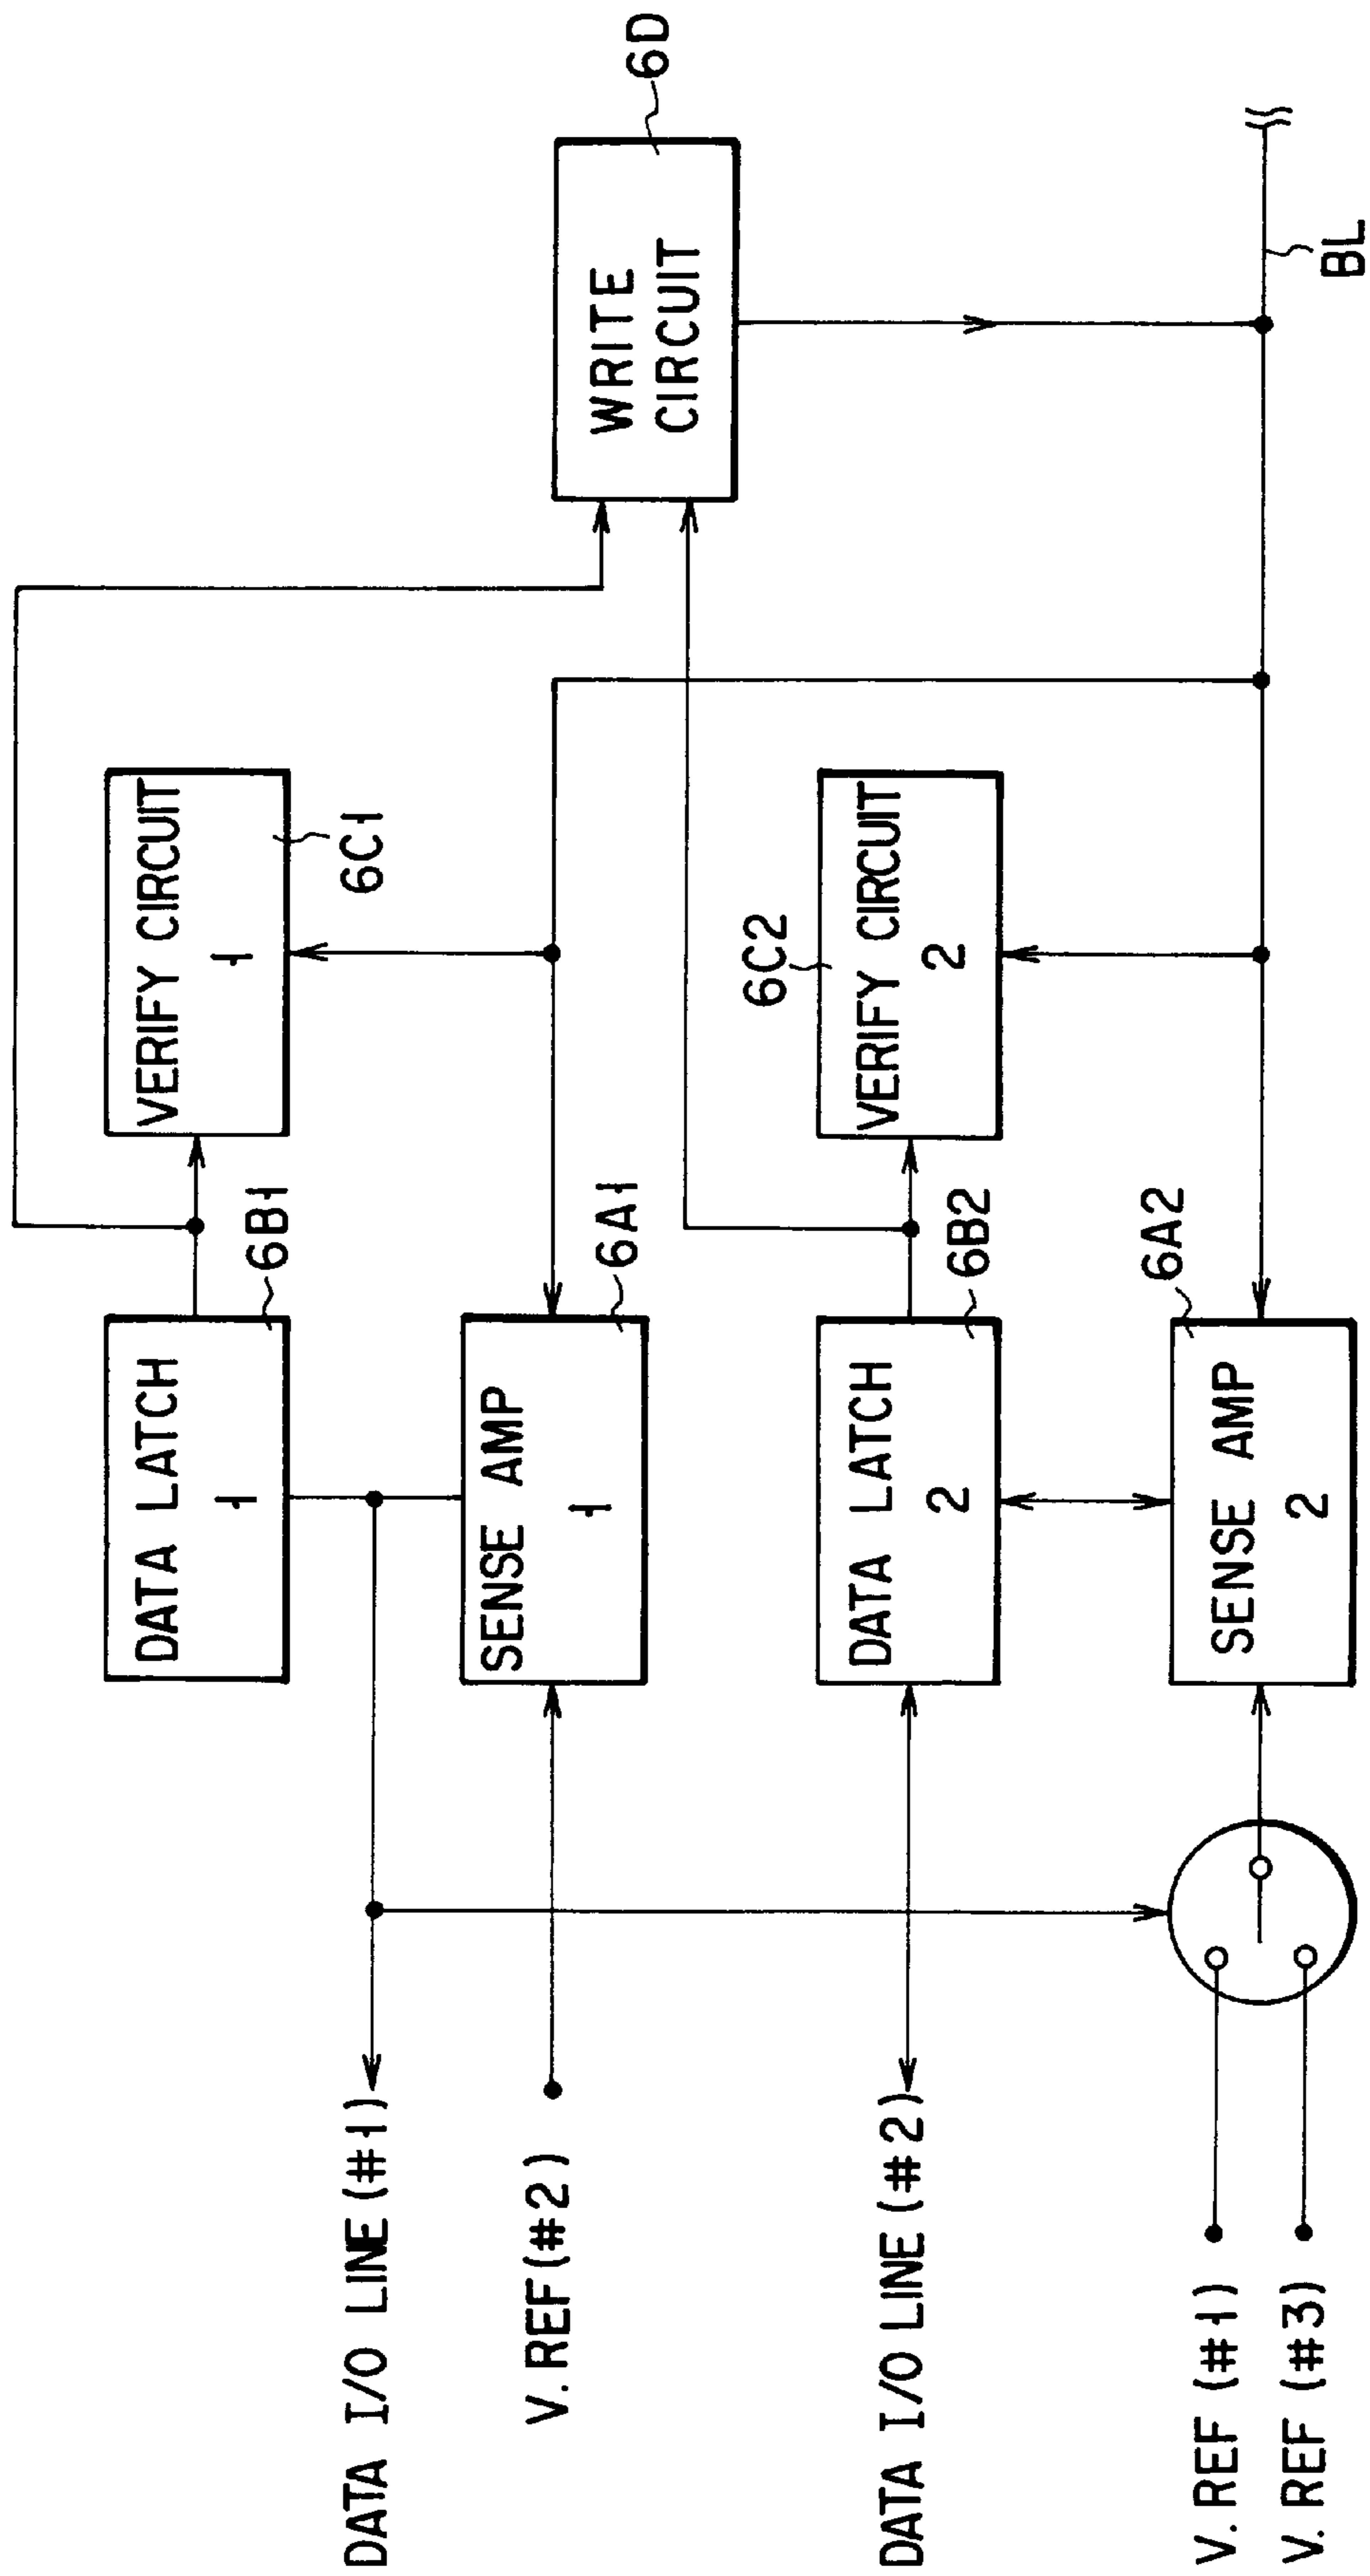 DATA LATCH
1
6B1
VERIFY CIRCUIT
1
6C1
DATA I/O LINE (#1)
V. REF (#2)
SENSE AMP
1
6A1
WRITE
CIRCUIT
6D
DATA I/O LINE (#2)
DATA LATCH
2
6B2
6C2
VERIFY CIRCUIT
2
V. REF (#1)
V. REF (#3)
SENSE AMP
2
6A2
BL